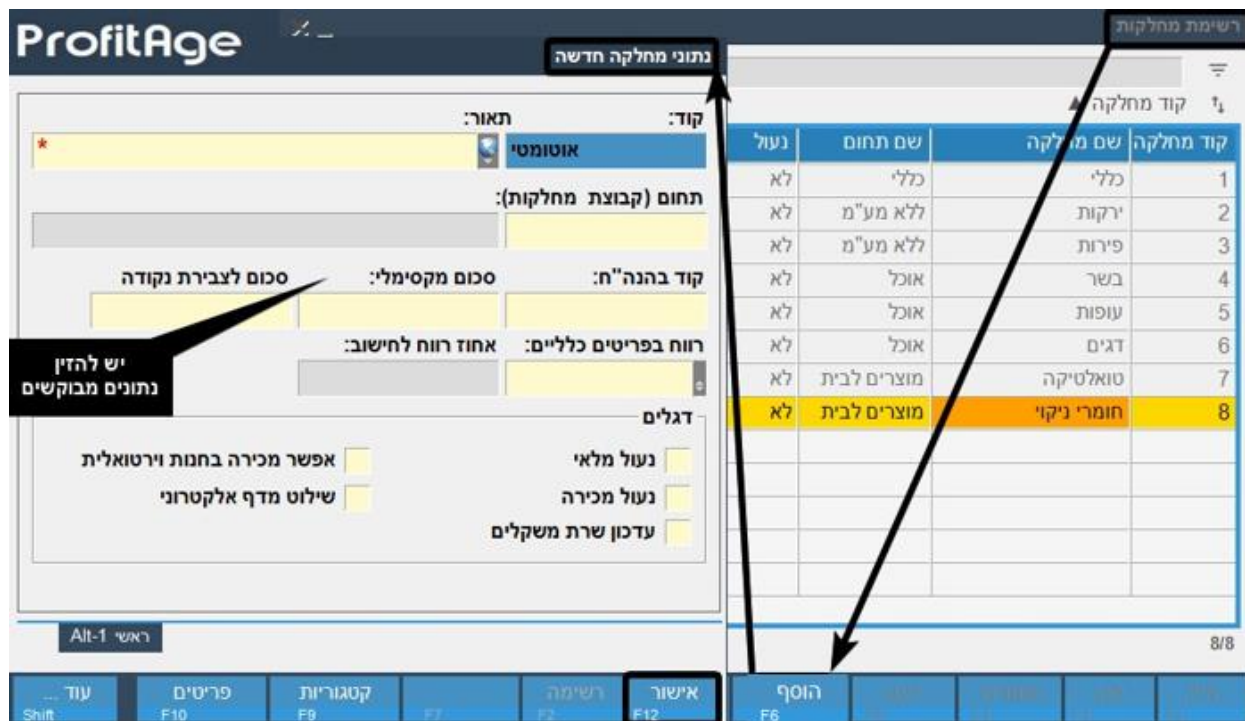 רשימת מחלקות
קוד מחלקה ▲
קוד מחלקה שם מחלקה שם תחום נעול
1 כללי כללי לא
2 ירקות ללא מע"מ לא
3 פירות ללא מע"מ לא
4 בשר אוכל לא
5 עופות אוכל לא
6 דגים אוכל לא
7 טואלטיקה מוצרים לבית לא
8 חומרי ניקוי מוצרים לבית לא
8/8
הוסף
F6
ProfitAge
נתוני מחלקה חדשה
קוד: תאור:
אוטומטי *
תחום (קבוצת מחלקות):
קוד בהנה"ח: סכום מקסימלי: סכום לצבירת נקודה
רווח בפריטים כלליים: אחוז רווח לחישוב:
יש להזין
נתונים מבוקשים
דגלים
נעול מלאי אפשר מכירה בחנות וירטואלית
נעול מכירה שילוט מדף אלקטרוני
עדכון שרת משקלים
ראשי Alt-1
אישור רשימה קטגוריות פריטים עוד ...
F12 F2 F7 F9 F10 Shift